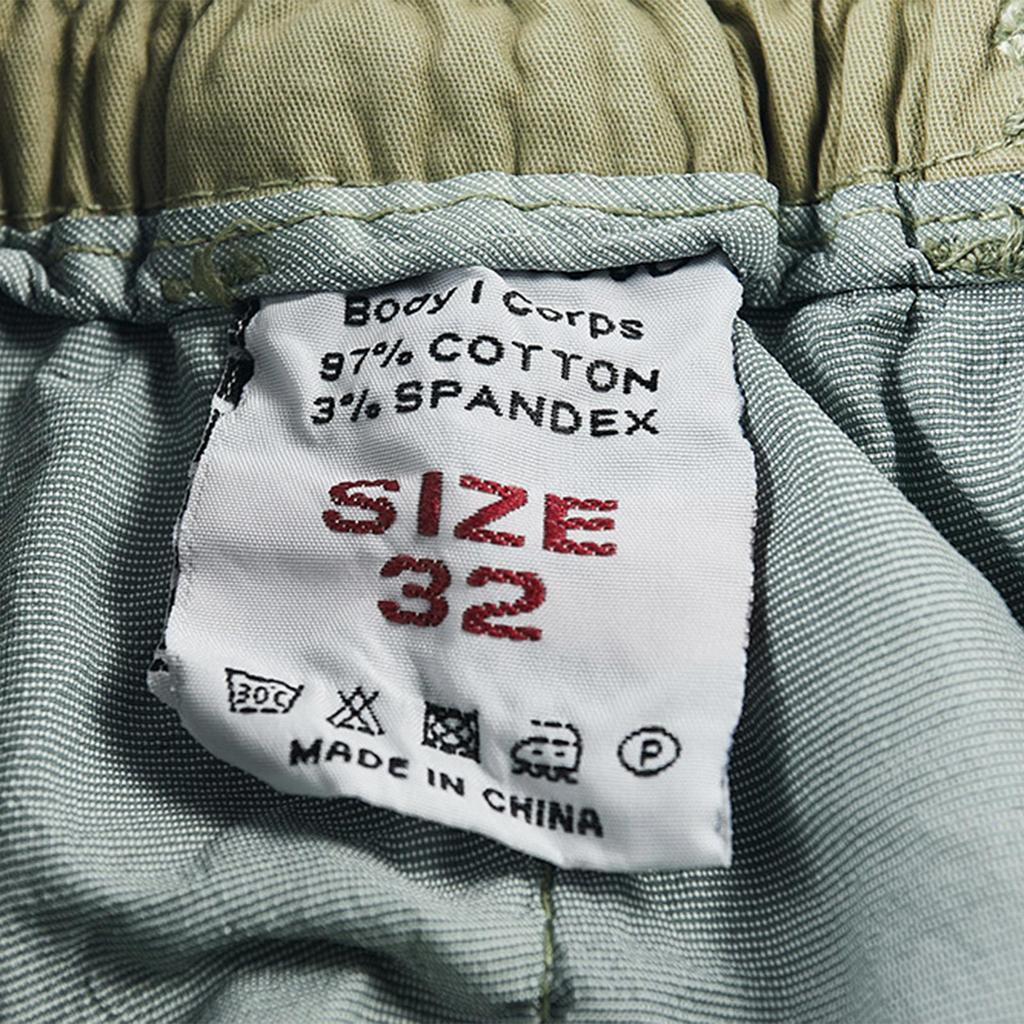 Body / Corps
97% COTTON
3% SPANDEX
SIZE
32
30°C
P
MADE IN CHINA